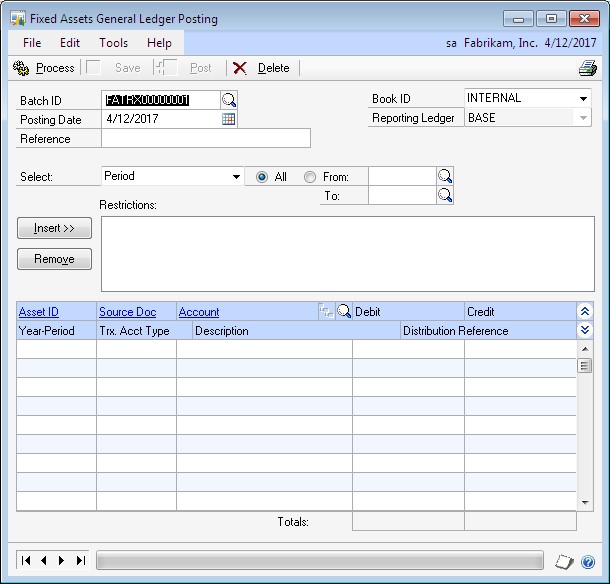 Fixed Assets General Ledger Posting
File Edit Tools Help sa Fabrikam, Inc. 4/12/2017
Process Save Post Delete
Batch ID FATRX00000001 Book ID INTERNAL
Posting Date 4/12/2017 Reporting Ledger BASE
Reference
Select: Period All From:
To:
Restrictions:
Insert >>
Remove
Asset ID Source Doc Account Debit Credit
Year-Period Trx. Acct Type Description Distribution Reference
Totals: